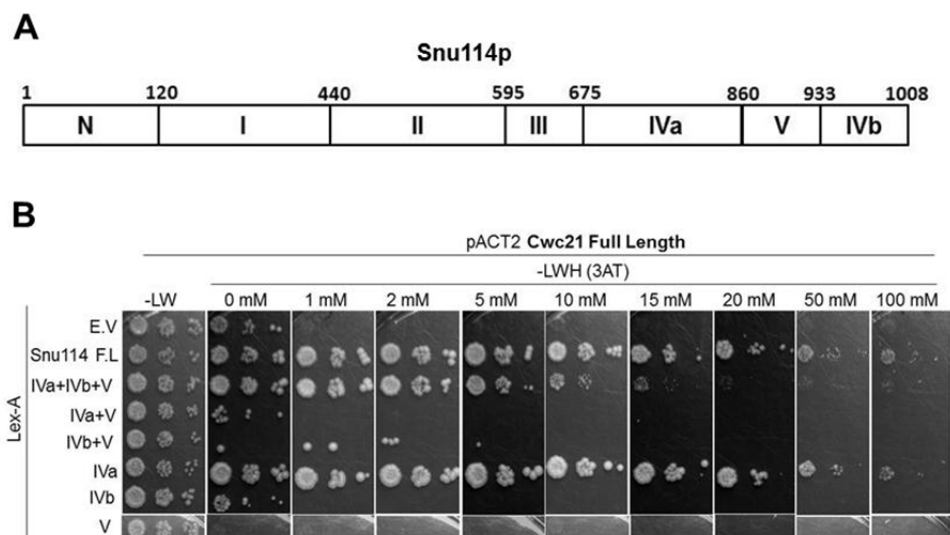 A
Snu114p
1 120 440 595 675 860 933 1008
N I II III IVa V IVb
B
pACT2 Cwc21 Full Length
-LWH (3AT)
-LW 0 mM 1 mM 2 mM 5 mM 10 mM 15 mM 20 mM 50 mM 100 mM
Lex-A
E.V
Snu114 F.L
IVa+IVb+V
IVa+V
IVb+V
IVa
IVb
V